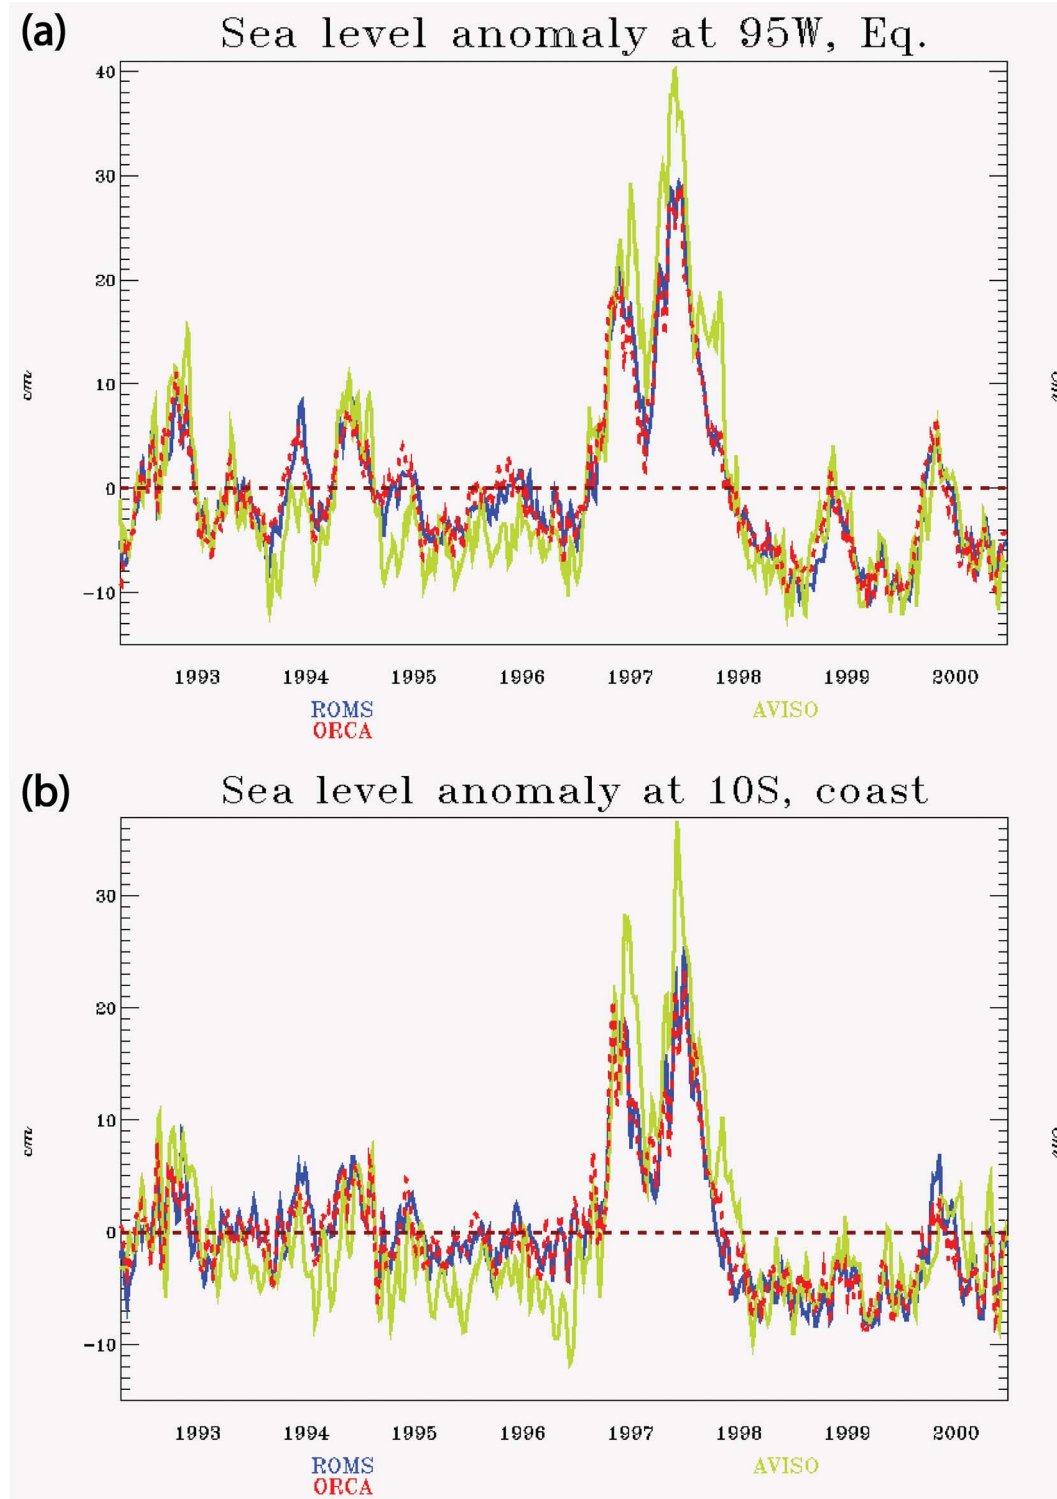 (a) Sea level anomaly at 95W, Eq.
40
30
20
10
0
-10
cm
cm
1993 1994 1995 1996 1997 1998 1999 2000
ROMS AVISO
ORCA
(b) Sea level anomaly at 10S, coast
30
20
10
0
-10
cm
cm
1993 1994 1995 1996 1997 1998 1999 2000
ROMS AVISO
ORCA